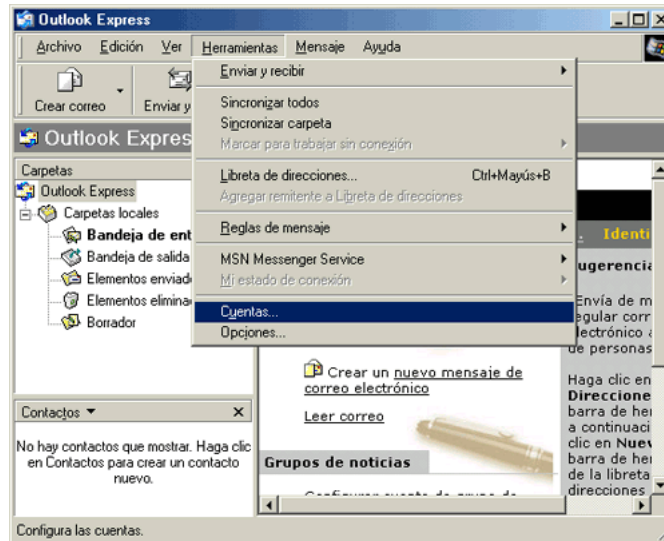 Outlook Express
Archivo Edición Ver Herramientas Mensaje Ayuda
Crear correo Enviar y
Enviar y recibir
Sincronizar todos
Sincronizar carpeta
Marcar para trabajar sin conexión
Libreta de direcciones... Ctrl+Mayús+B
Agregar remitente a Libreta de direcciones
Reglas de mensaje
MSN Messenger Service
Mi estado de conexión
Cuentas...
Opciones...
Outlook Expres
Carpetas
Outlook Express
Carpetas locales
Bandeja de ent
Bandeja de salida
Elementos enviad
Elementos elimina
Borrador
Contactos
No hay contactos que mostrar. Haga clic
en Contactos para crear un contacto
nuevo.
Crear un nuevo mensaje de
correo electrónico
Leer correo
Grupos de noticias
Identi
ugerencia
Envía de m
egular corr
lectrónico a
de personas
Haga clic en
Direccione
barra de her
a continuaci
clic en Nuev
barra de her
de la libreta
direcciones
Configura las cuentas.